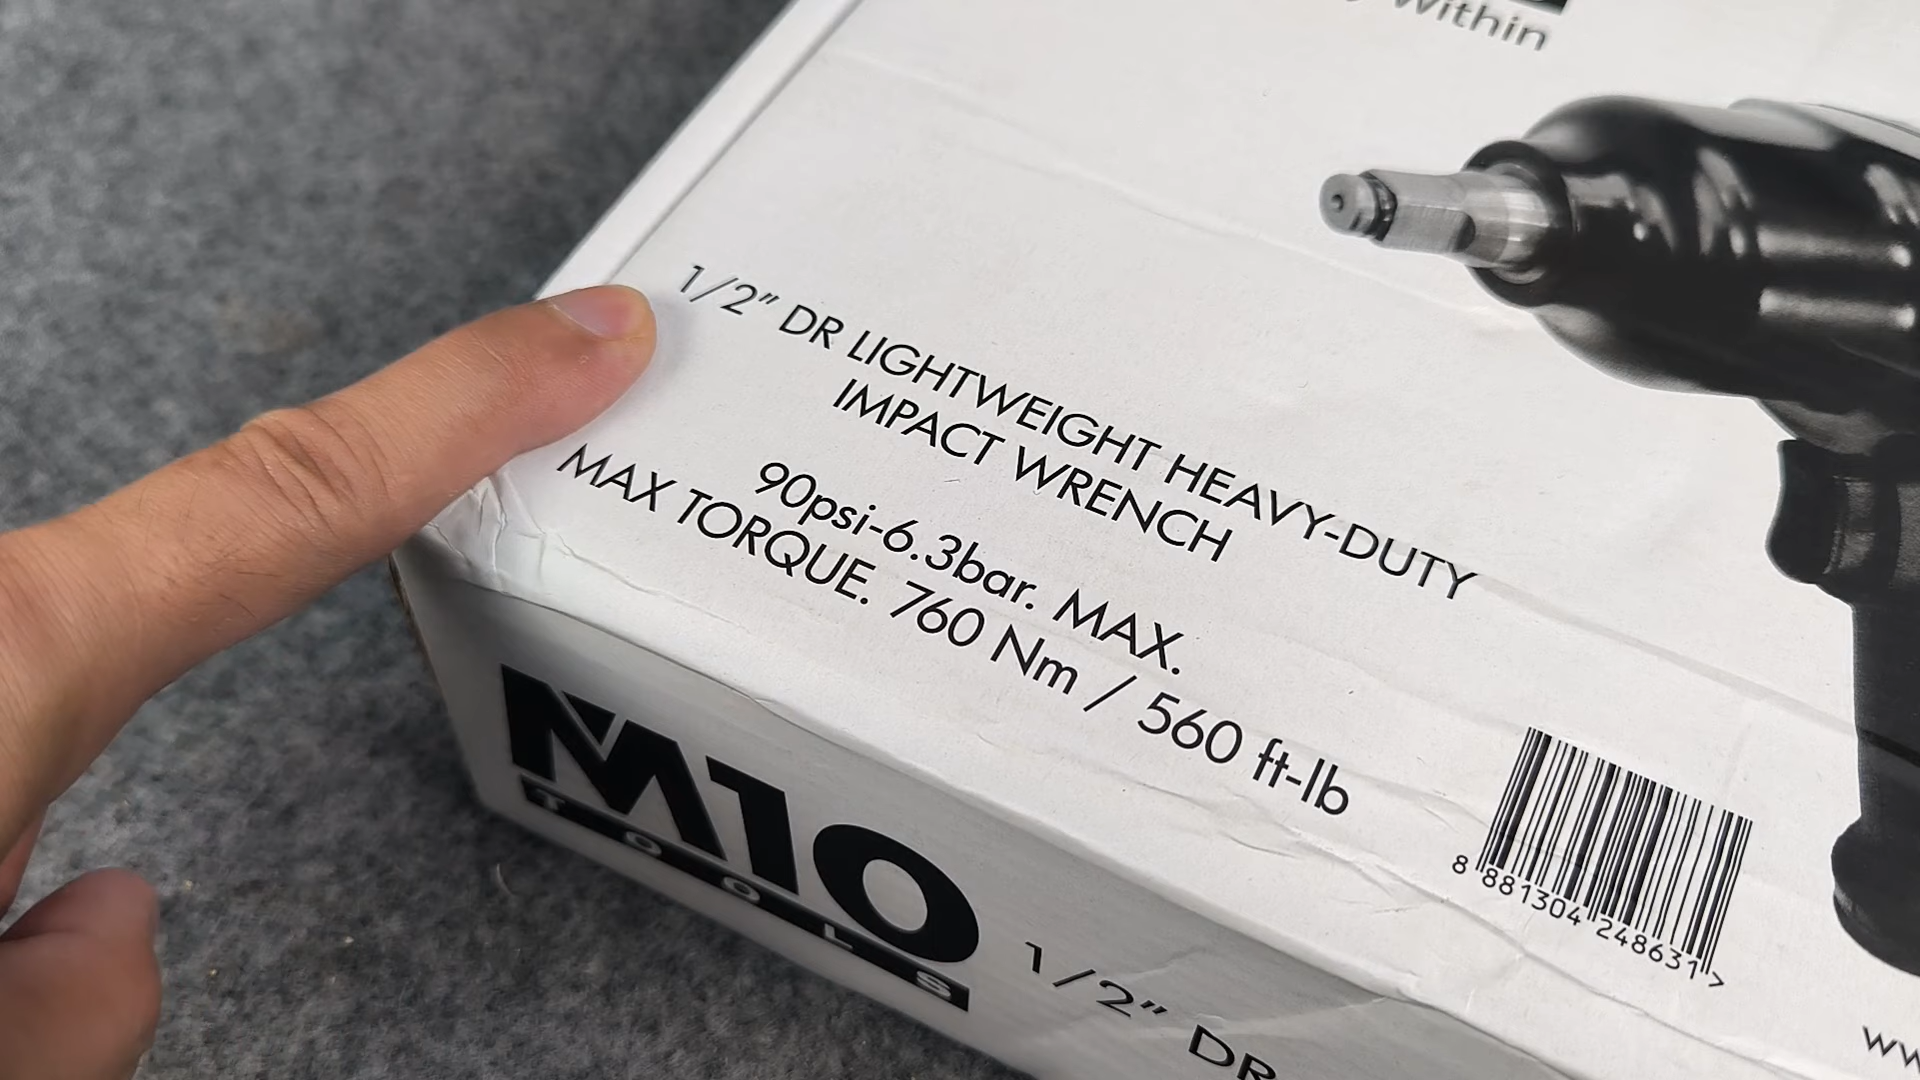 Within
1/2" DR LIGHTWEIGHT HEAVY-DUTY
IMPACT WRENCH
90psi-6.3bar. MAX.
MAX TORQUE. 760 Nm / 560 ft-lb
8 881304 248631 >
M10
TOOLS
1/2" DR